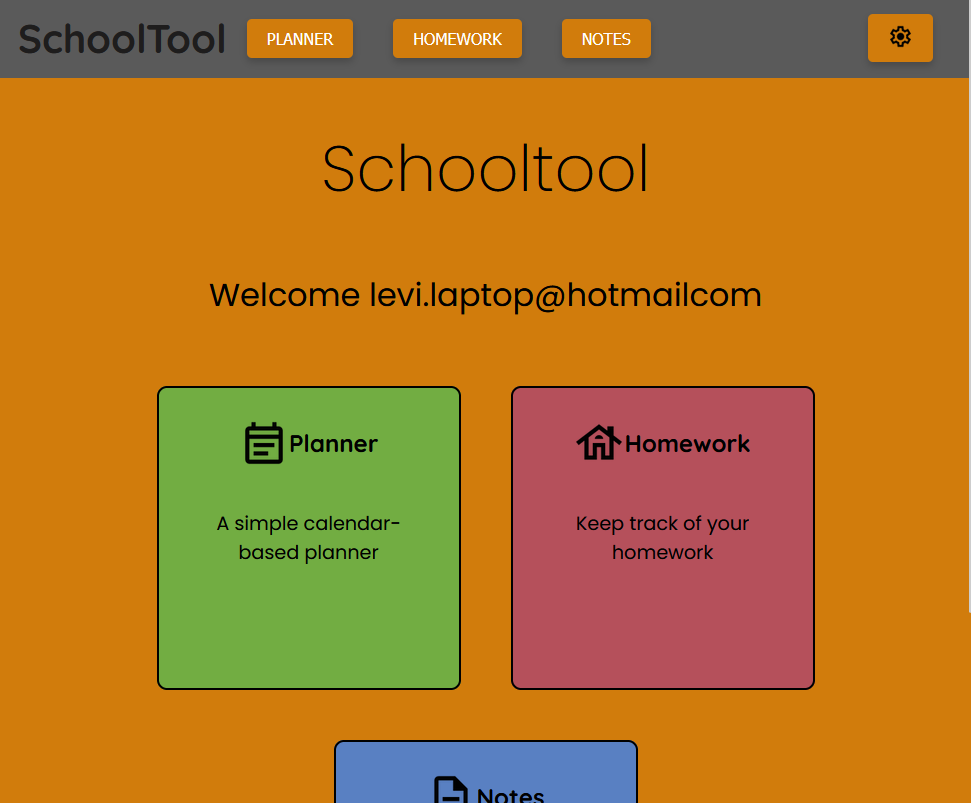 SchoolTool
PLANNER
HOMEWORK
NOTES
Schooltool
Welcome levi.laptop@hotmailcom
Planner
A simple calendar-
based planner
Homework
Keep track of your
homework
Notes